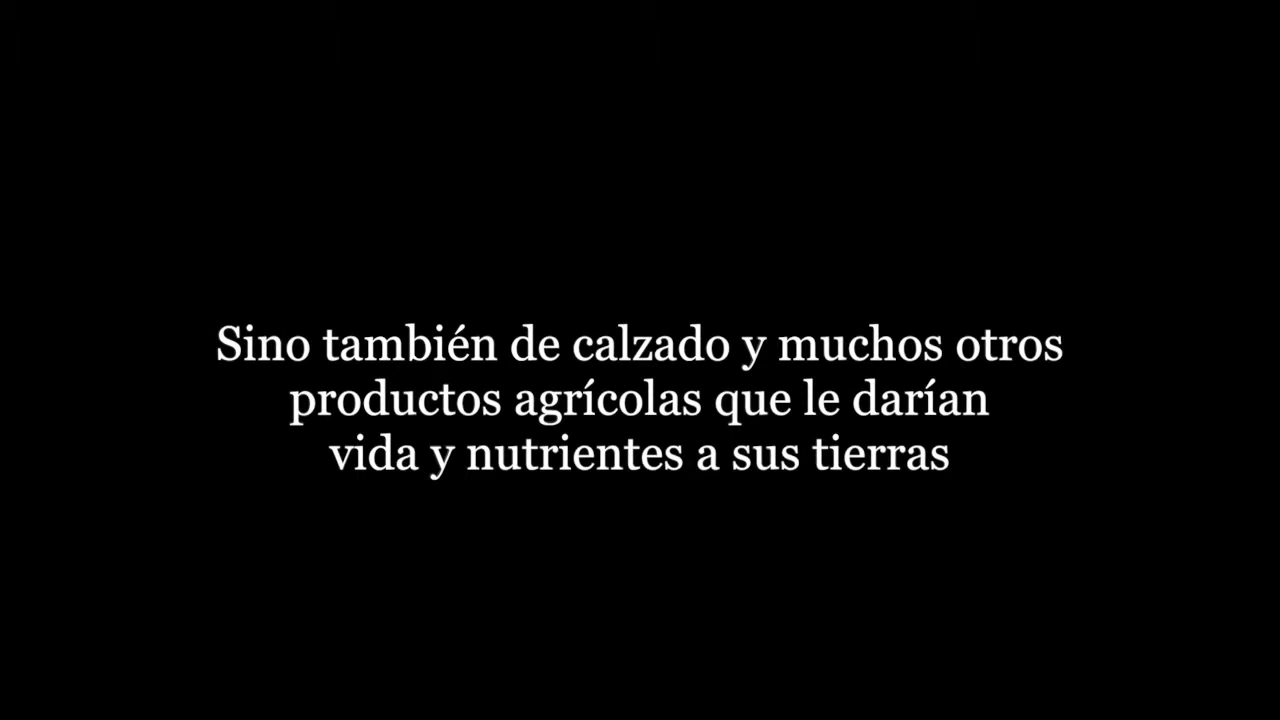 Sino también de calzado y muchos otros
productos agrícolas que le darían
vida y nutrientes a sus tierras